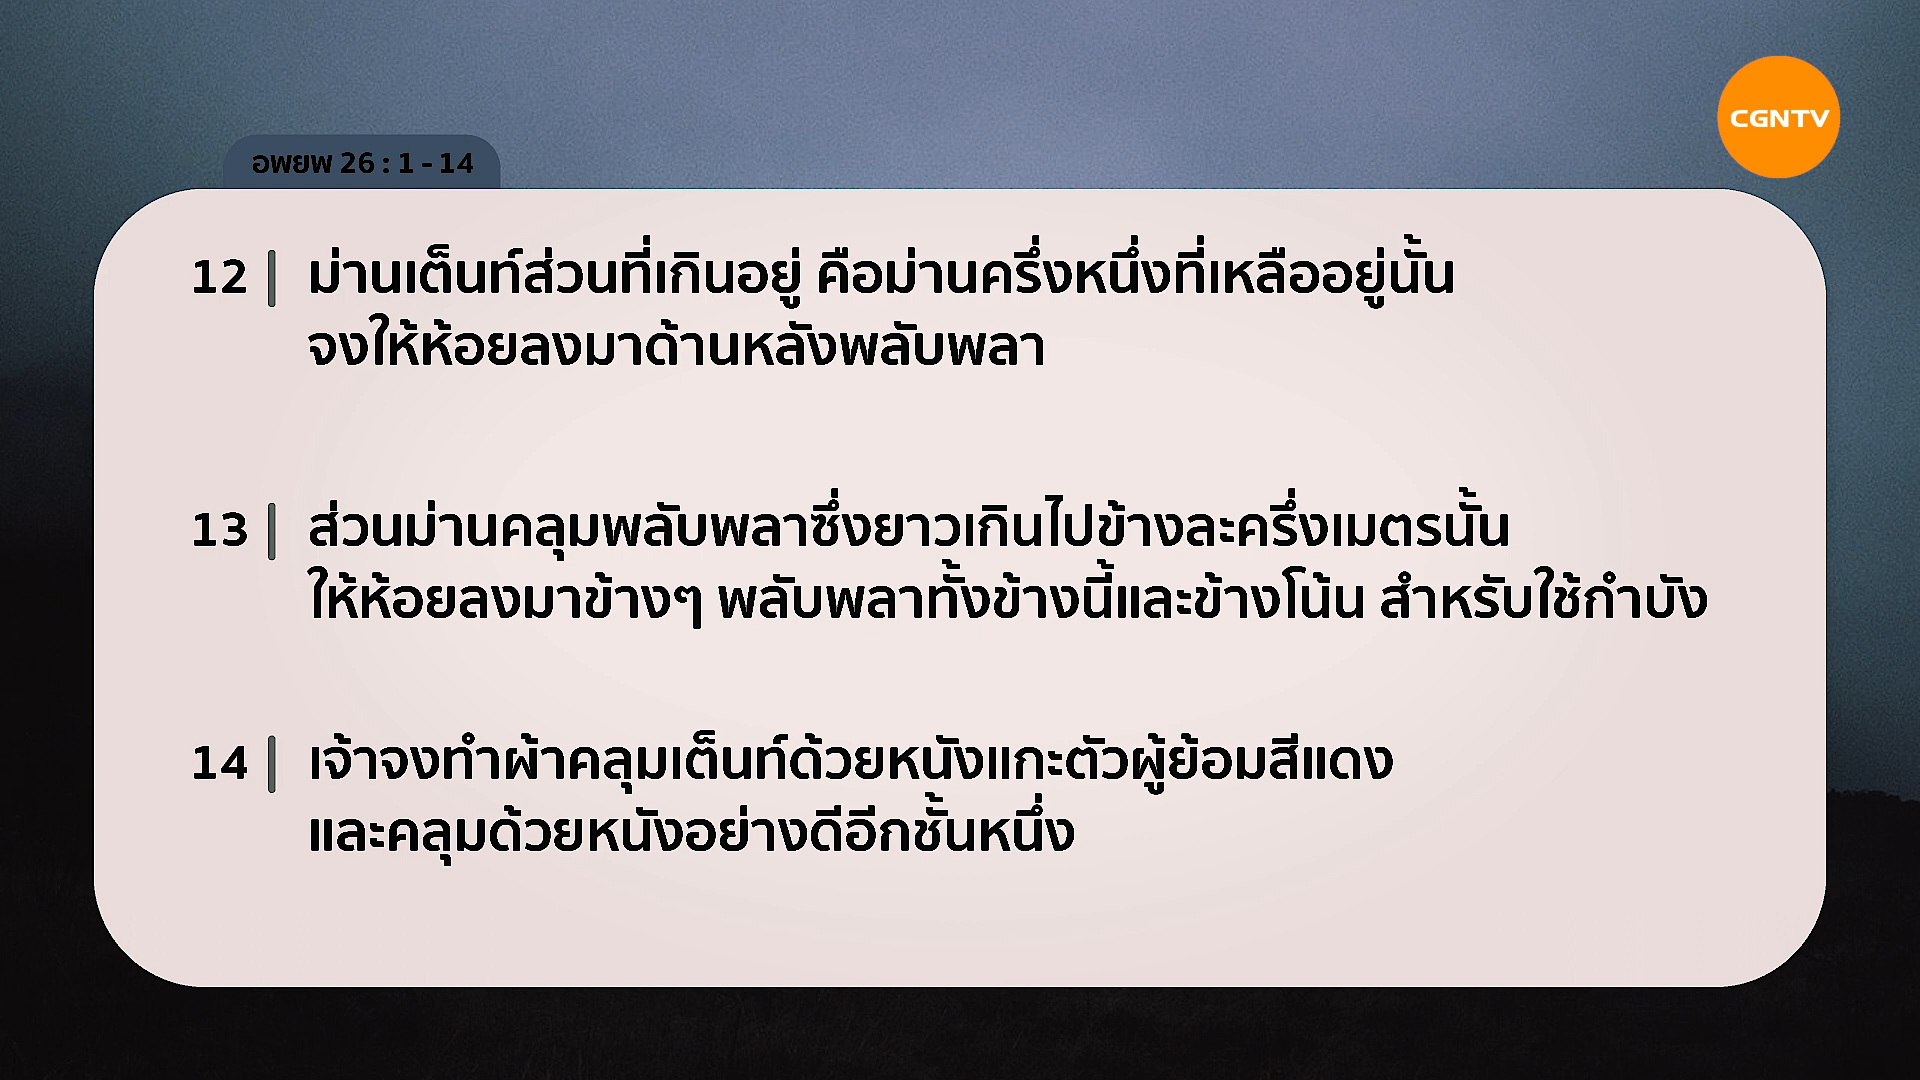 CGNTV
อพยพ 26 : 1 - 14
12 | ม่านเต็นท์ส่วนที่เกินอยู่ คือม่านครึ่งหนึ่งที่เหลืออยู่นั้น
จงให้ห้อยลงมาด้านหลังพลับพลา
13 | ส่วนม่านคลุมพลับพลาซึ่งยาวเกินไปข้างละครึ่งเมตรนั้น
ให้ห้อยลงมาข้างๆ พลับพลาทั้งข้างนี้และข้างโน้น สำหรับใช้กำบัง
14 | เจ้าจงทำผ้าคลุมเต็นท์ด้วยหนังแกะตัวผู้ย้อมสีแดง
และคลุมด้วยหนังอย่างดีอีกชั้นหนึ่ง